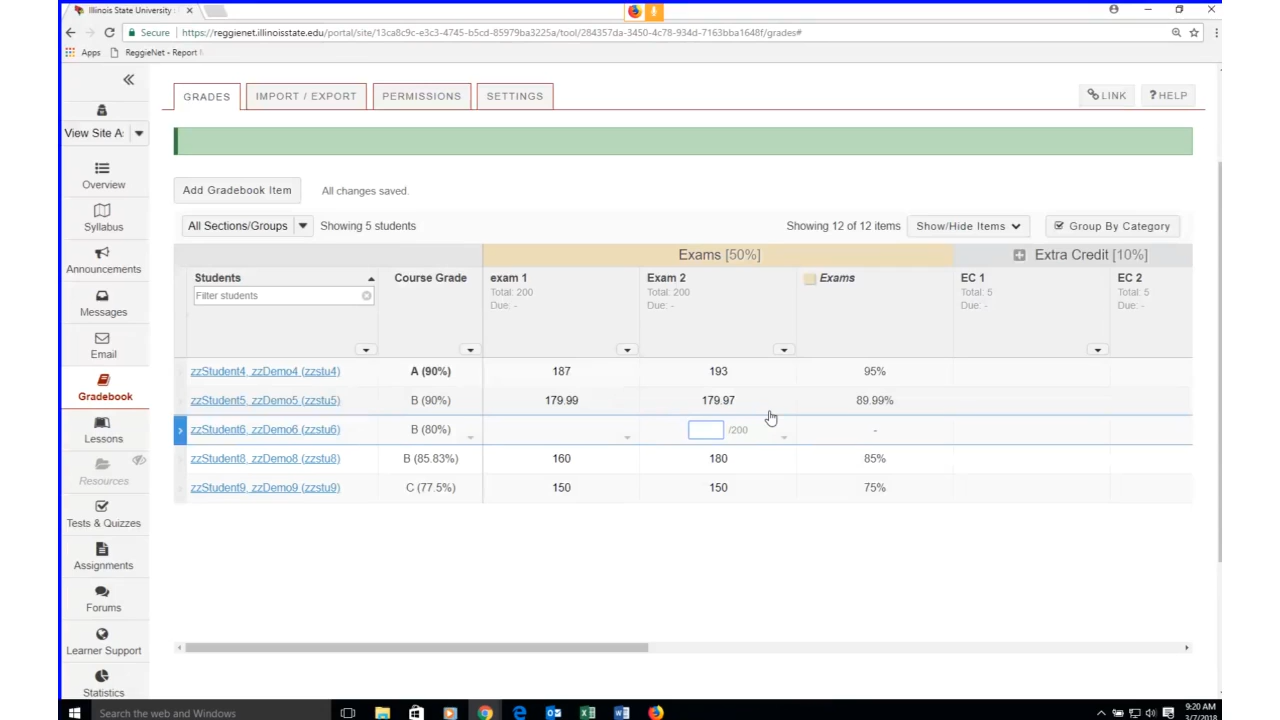 Illinois State University :
Secure | https://reggienet.illinoisstate.edu/portal/site/13ca8c9c-e3c3-4745-b5cd-85979ba3225a/tool/284357da-3450-4c78-934d-7163bba1648f/grades#
Apps ReggieNet - Report
View Site A:
Overview
Syllabus
Announcements
Messages
Email
Gradebook
Lessons
Resources
Tests & Quizzes
Assignments
Forums
Learner Support
Statistics
GRADES IMPORT / EXPORT PERMISSIONS SETTINGS LINK ? HELP
Add Gradebook Item All changes saved.
All Sections/Groups Showing 5 students Showing 12 of 12 items Show/Hide Items Group By Category
Exams [50%] Extra Credit [10%]
Students Course Grade exam 1 Exam 2 Exams EC 1 EC 2
Filter students Total: 200 Total: 200 Total: 5 Total: 5
Due: - Due: - Due: - Due: -
zzStudent4, zzDemo4 (zzstu4) A (90%) 187 193 95%
zzStudent5, zzDemo5 (zzstu5) B (90%) 179.99 179.97 89.99%
zzStudent6, zzDemo6 (zzstu6) B (80%) /200 -
zzStudent8, zzDemo8 (zzstu8) B (85.83%) 160 180 85%
zzStudent9, zzDemo9 (zzstu9) C (77.5%) 150 150 75%
Search the web and Windows
9:20 AM
3/7/2018